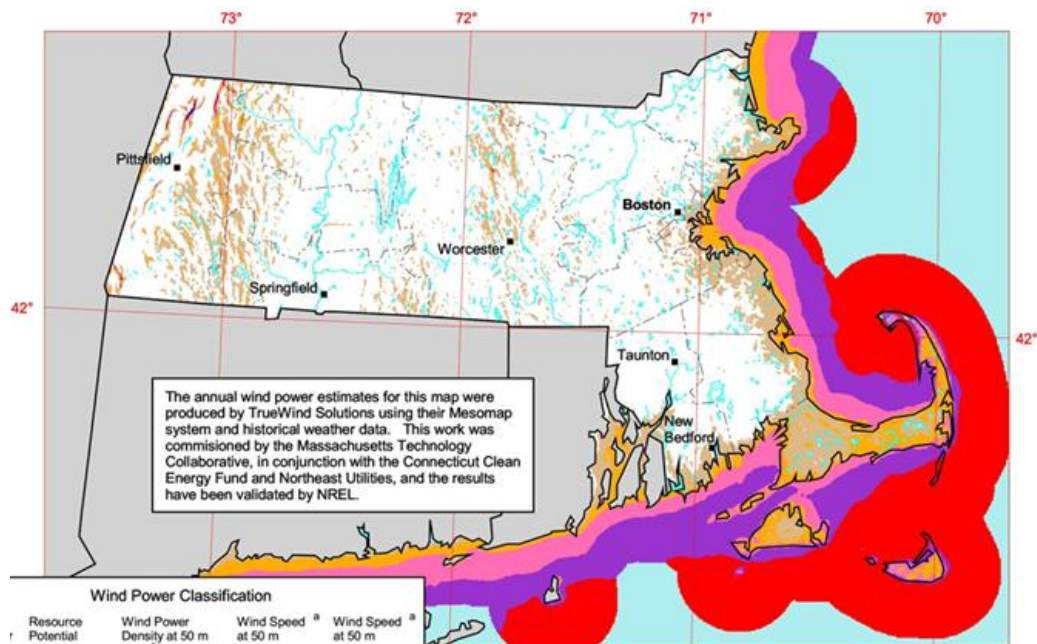 73° 72° 71° 70°
Pittsfield
Boston
Worcester
Springfield
42°
42°
Taunton
New
Bedford
The annual wind power estimates for this map were
produced by TrueWind Solutions using their Mesomap
system and historical weather data. This work was
commisioned by the Massachusetts Technology
Collaborative, in conjunction with the Connecticut Clean
Energy Fund and Northeast Utilities, and the results
have been validated by NREL.
Wind Power Classification
Resource Wind Power Wind Speed a Wind Speed a
Potential Density at 50 m at 50 m at 50 m